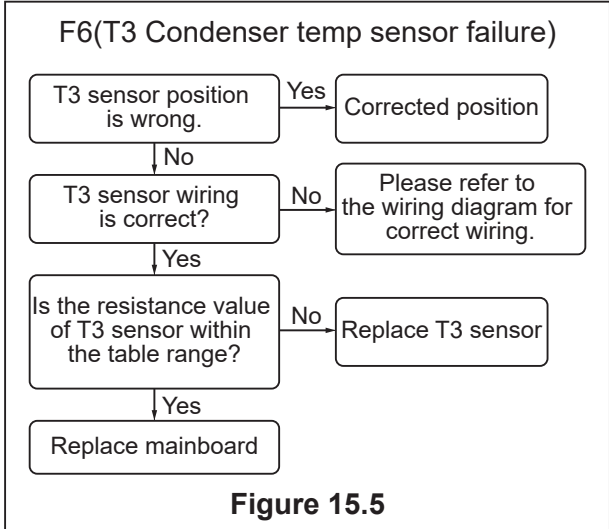 F6(T3 Condenser temp sensor failure)
T3 sensor position
is wrong.
Yes
Corrected position
No
T3 sensor wiring
is correct?
No
Please refer to
the wiring diagram for
correct wiring.
Yes
Is the resistance value
of T3 sensor within
the table range?
No
Replace T3 sensor
Yes
Replace mainboard
Figure 15.5